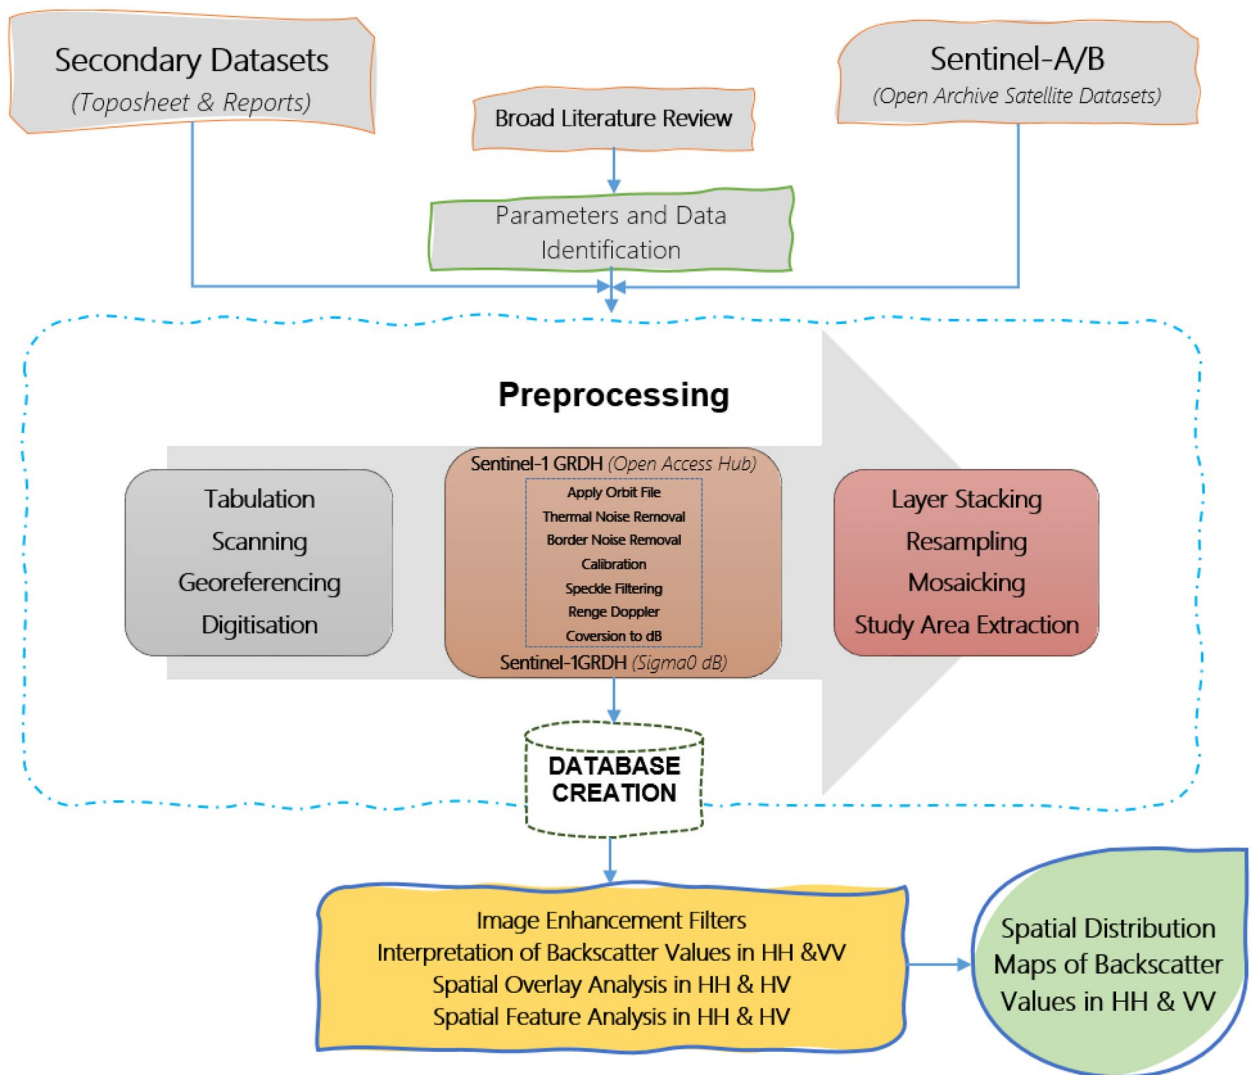 Secondary Datasets
(Toposheet & Reports)
Sentinel-A/B
(Open Archive Satellite Datasets)
Broad Literature Review
Parameters and Data
Identification
Preprocessing
Tabulation
Scanning
Georeferencing
Digitisation
Sentinel-1 GRDH (Open Access Hub)
Apply Orbit File
Thermal Noise Removal
Border Noise Removal
Calibration
Speckle Filtering
Renge Doppler
Coversion to dB
Sentinel-1GRDH (Sigma0 dB)
Layer Stacking
Resampling
Mosaicking
Study Area Extraction
DATABASE
CREATION
Image Enhancement Filters
Interpretation of Backscatter Values in HH &VV
Spatial Overlay Analysis in HH & HV
Spatial Feature Analysis in HH & HV
Spatial Distribution
Maps of Backscatter
Values in HH & VV